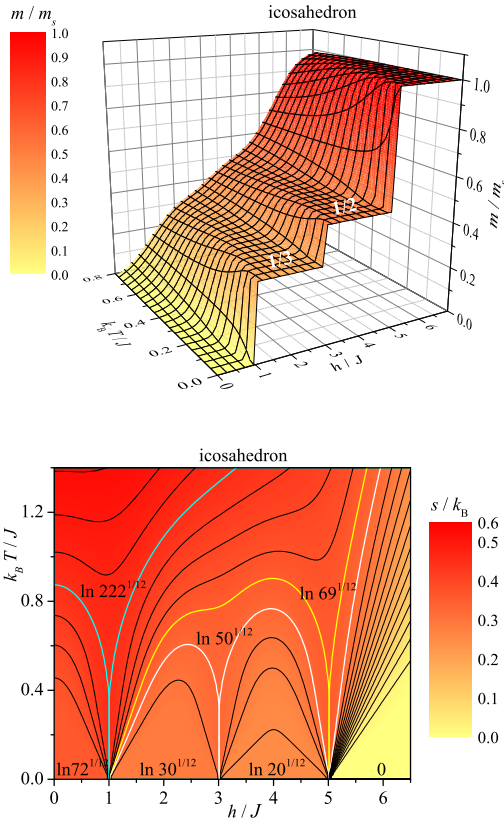 m / m_s
icosahedron
1.0
0.9
0.8
0.7
0.6
0.5
0.4
0.3
0.2
0.1
0.0
1.0
0.8
0.6
0.4
0.2
0.0
m / m_s
1/2
1/3
0.8
0.6
0.4
0.2
0.0
k_B T / J
0
1
2
3
4
5
6
h / J
icosahedron
s / k_B
0.6
0.5
0.4
0.3
0.2
0.1
0.0
k_B T / J
1.2
0.8
0.4
0.0
ln 222^{1/12}
ln 69^{1/12}
ln 50^{1/12}
ln72^{1/12}
ln 30^{1/12}
ln 20^{1/12}
0
0 1 2 3 4 5 6
h / J